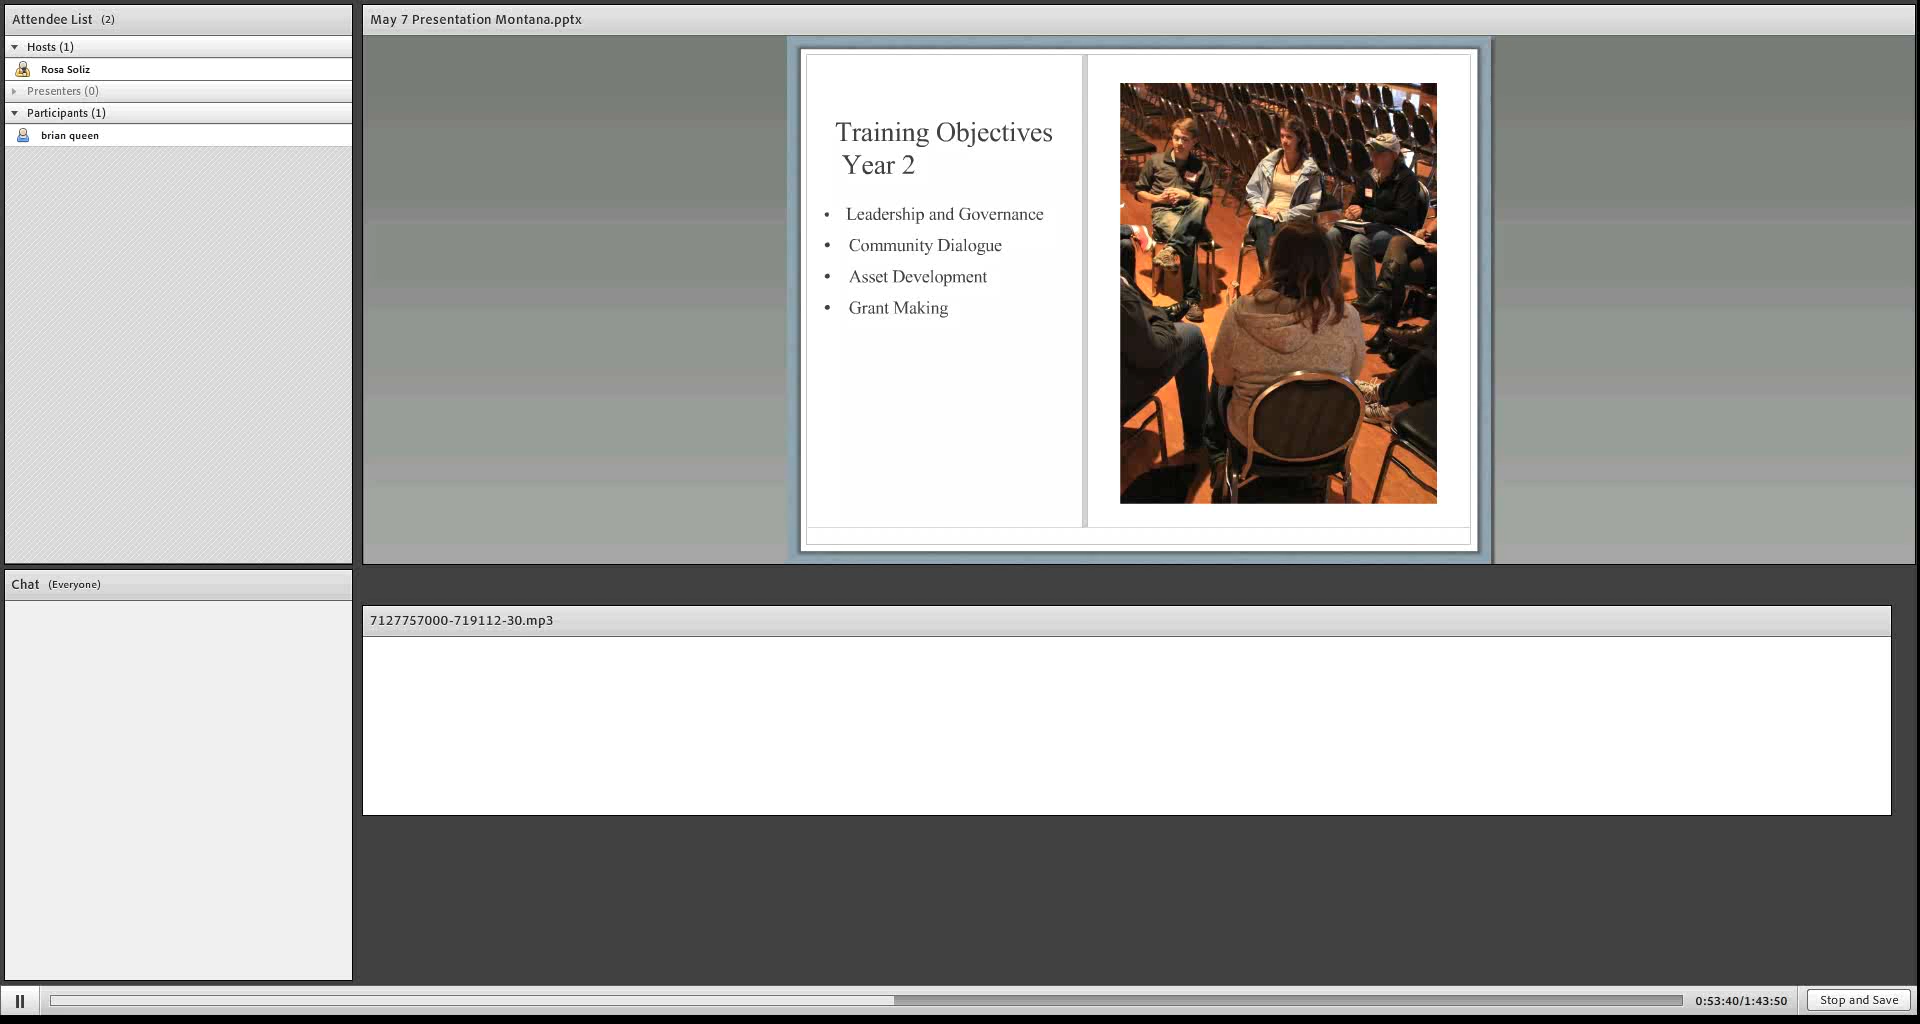 Attendee List (2)
Hosts (1)
Rosa Soliz
Presenters (0)
Participants (1)
brian queen
Chat (Everyone)
May 7 Presentation Montana.pptx
Training Objectives
Year 2
• Leadership and Governance
• Community Dialogue
• Asset Development
• Grant Making
7127757000-719112-30.mp3
0:53:40/1:43:50
Stop and Save